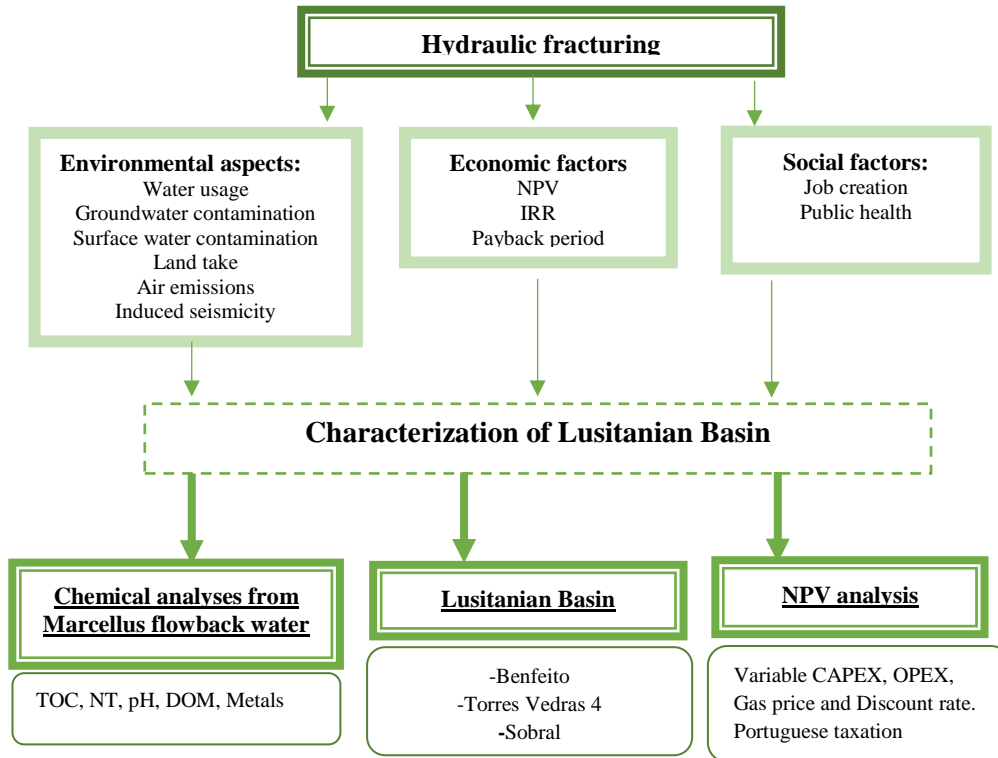 Hydraulic fracturing
Environmental aspects:
Water usage
Groundwater contamination
Surface water contamination
Land take
Air emissions
Induced seismicity
Economic factors
NPV
IRR
Payback period
Social factors:
Job creation
Public health
Characterization of Lusitanian Basin
Chemical analyses from
Marcellus flowback water
TOC, NT, pH, DOM, Metals
Lusitanian Basin
-Benfeito
-Torres Vedras 4
-Sobral
NPV analysis
Variable CAPEX, OPEX,
Gas price and Discount rate.
Portuguese taxation